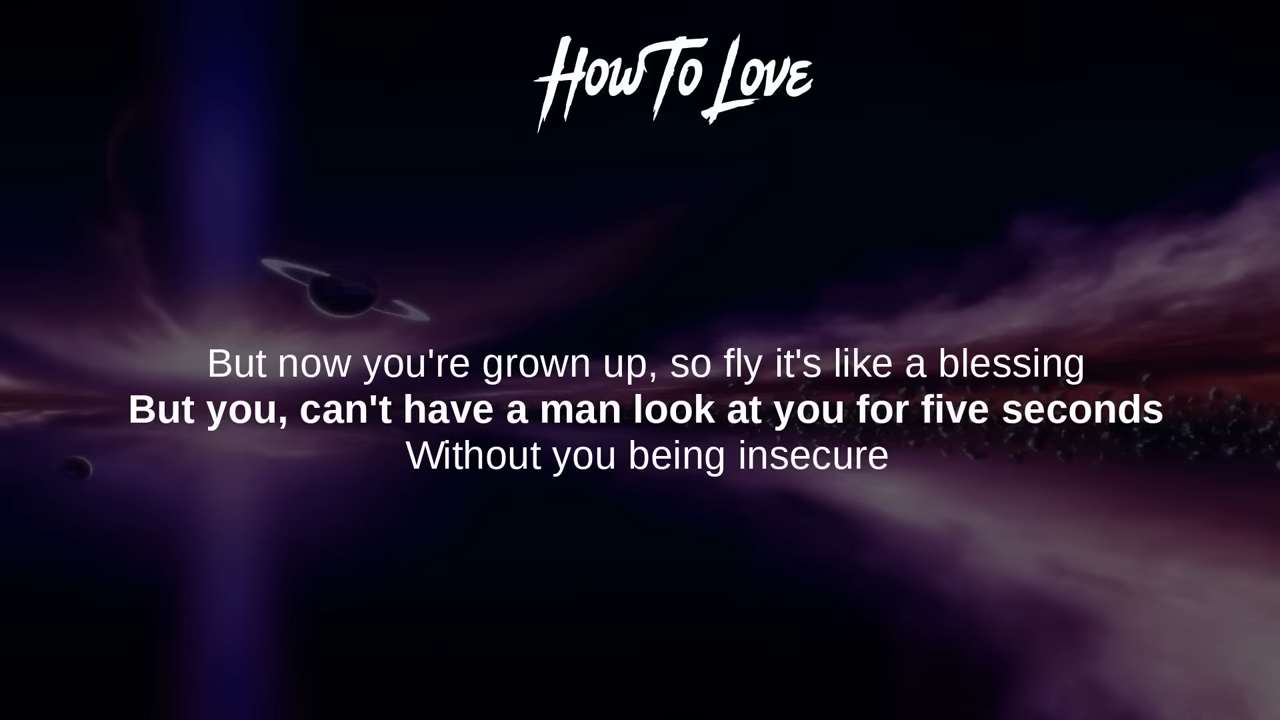 How To Love
But now you're grown up, so fly it's like a blessing
But you, can't have a man look at you for five seconds
Without you being insecure